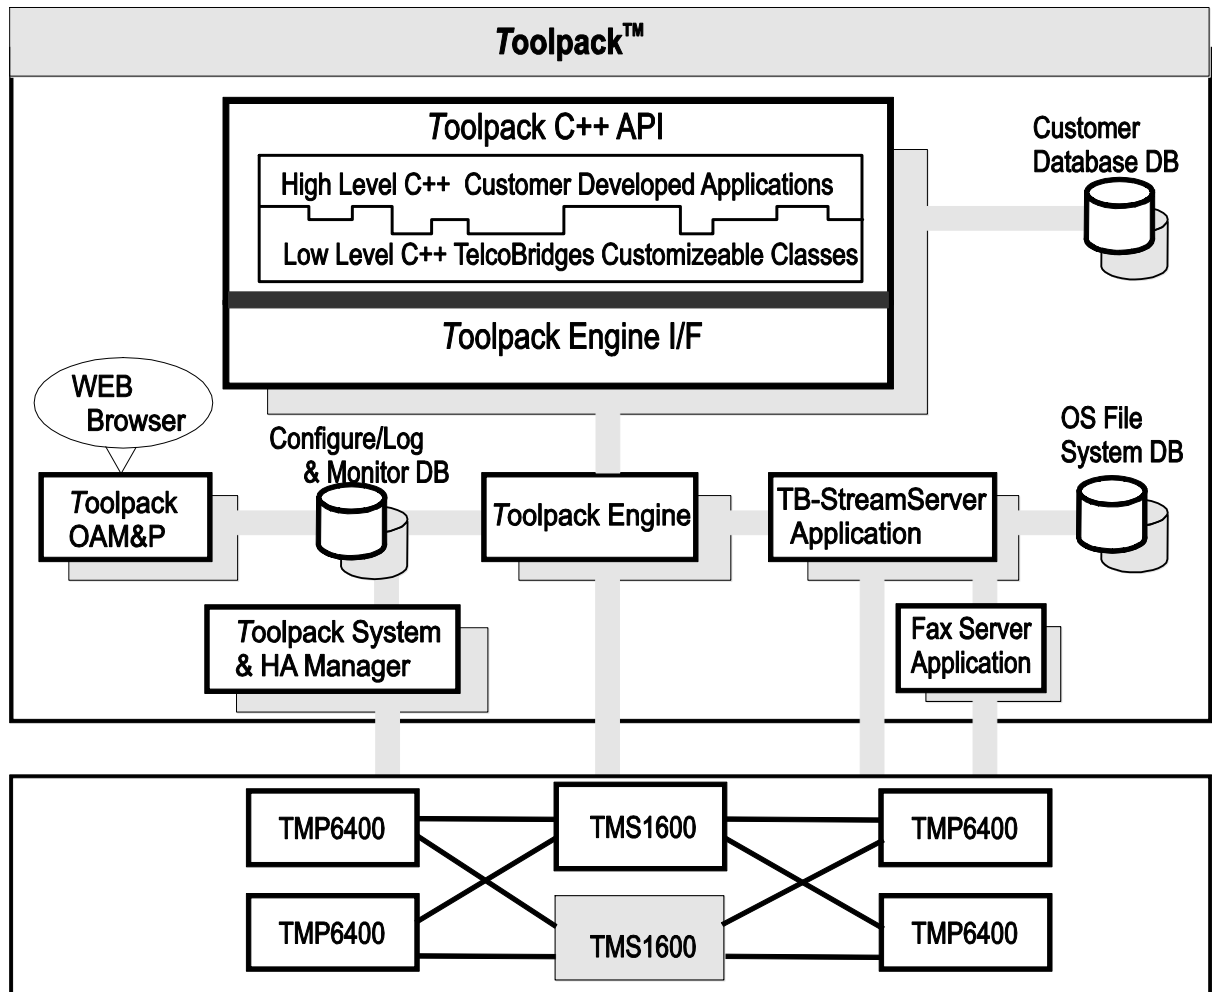 Toolpack™
Toolpack C++ API
High Level C++ Customer Developed Applications
Low Level C++ TelcoBridges Customizeable Classes
Toolpack Engine I/F
Customer
Database DB
WEB
Browser
Configure/Log
& Monitor DB
OS File
System DB
Toolpack
OAM&P
Toolpack Engine
TB-StreamServer
Application
Toolpack System
& HA Manager
Fax Server
Application
TMP6400
TMS1600
TMP6400
TMP6400
TMS1600
TMP6400